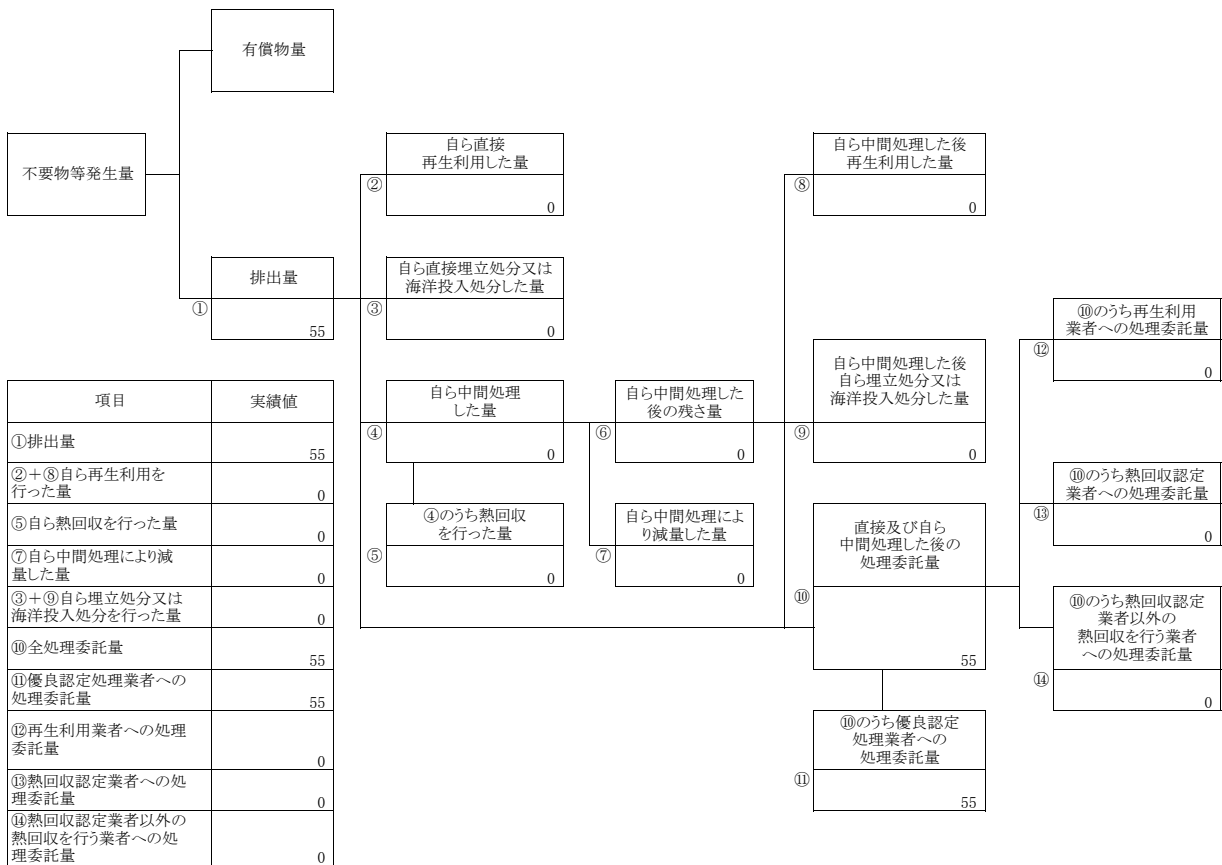 有償物量
不要物等発生量
自ら直接
再生利用した量
②
0
自ら中間処理した後
再生利用した量
⑧
0
排出量
①
55
自ら直接埋立処分又は
海洋投入処分した量
③
0
⑩のうち再生利用
業者への処理委託量
⑫
0
自ら中間処理
した量
④
0
自ら中間処理した
後の残さ量
⑥
0
自ら中間処理した後
自ら埋立処分又は
海洋投入処分した量
⑨
0
④のうち熱回収
を行った量
⑤
0
自ら中間処理によ
り減量した量
⑦
0
直接及び自ら
中間処理した後の
処理委託量
⑩
55
⑩のうち熱回収認定
業者への処理委託量
⑬
0
⑩のうち熱回収認定
業者以外の
熱回収を行う業者
への処理委託量
⑭
0
⑩のうち優良認定
処理業者への
処理委託量
⑪
55
項目 実績値
①排出量
55
②+⑧自ら再生利用を
行った量 0
⑤自ら熱回収を行った量
0
⑦自ら中間処理により減
量した量 0
③+⑨自ら埋立処分又は
海洋投入処分を行った量 0
⑩全処理委託量
55
⑪優良認定処理業者への
処理委託量 55
⑫再生利用業者への処理
委託量
0
⑬熱回収認定業者への処
理委託量 0
⑭熱回収認定業者以外の
熱回収を行う業者への処
理委託量 0